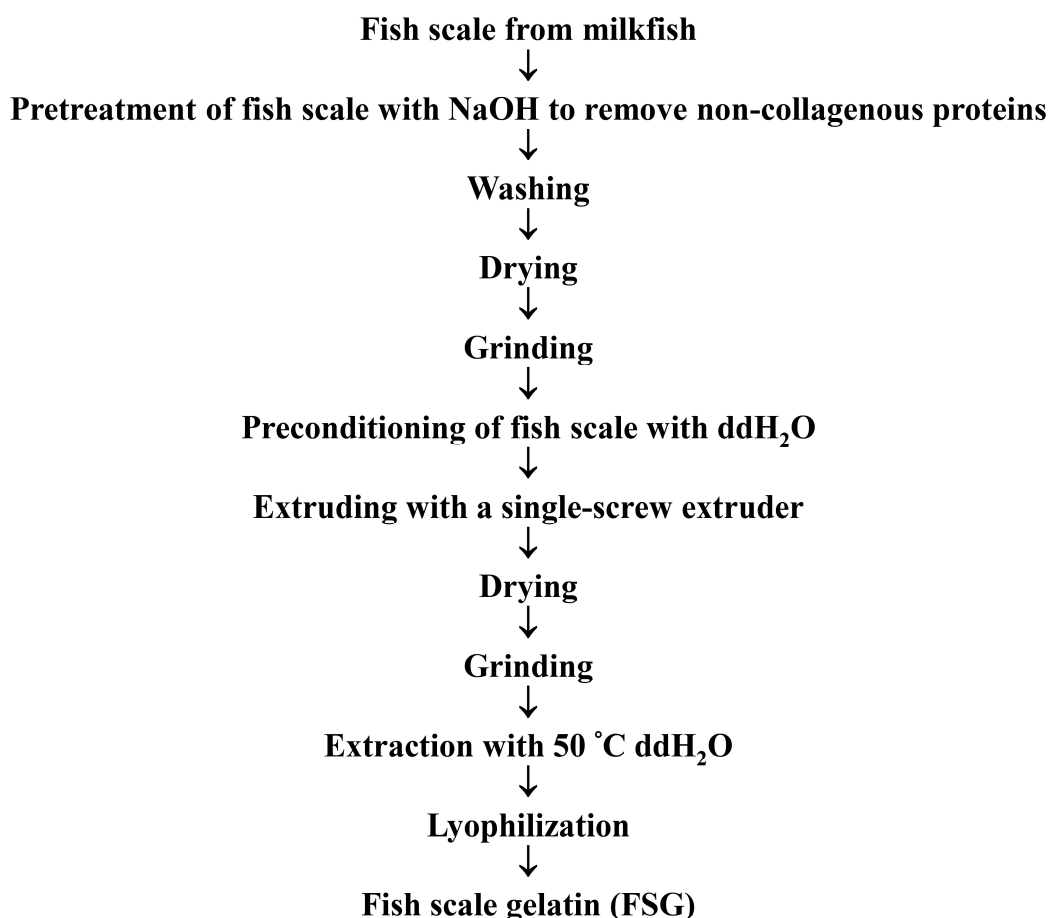 Fish scale from milkfish
↓
Pretreatment of fish scale with NaOH to remove non-collagenous proteins
↓
Washing
↓
Drying
↓
Grinding
↓
Preconditioning of fish scale with ddH₂O
↓
Extruding with a single-screw extruder
↓
Drying
↓
Grinding
↓
Extraction with 50 ˚C ddH₂O
↓
Lyophilization
↓
Fish scale gelatin (FSG)